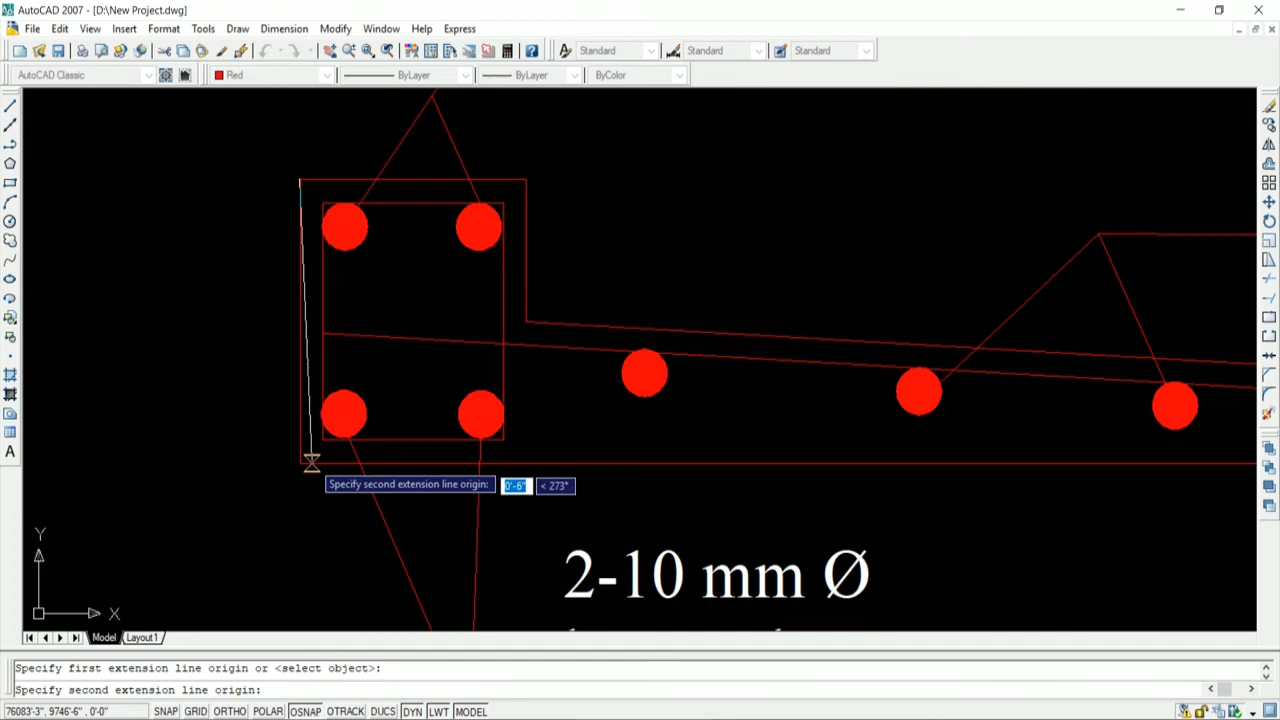 AutoCAD 2007 - [D:\New Project.dwg]
File Edit View Insert Format Tools Draw Dimension Modify Window Help Express
Standard Standard Standard
AutoCAD Classic Red ByLayer ByLayer ByColor
A
Specify second extension line origin: 0'-6" < 273°
Y
X
2-10 mm Ø
Model Layout1
Specify first extension line origin or <select object>:
Specify second extension line origin:
76083'-3", 9746'-6" , 0'-0" SNAP GRID ORTHO POLAR OSNAP OTRACK DUCS DYN LWT MODEL